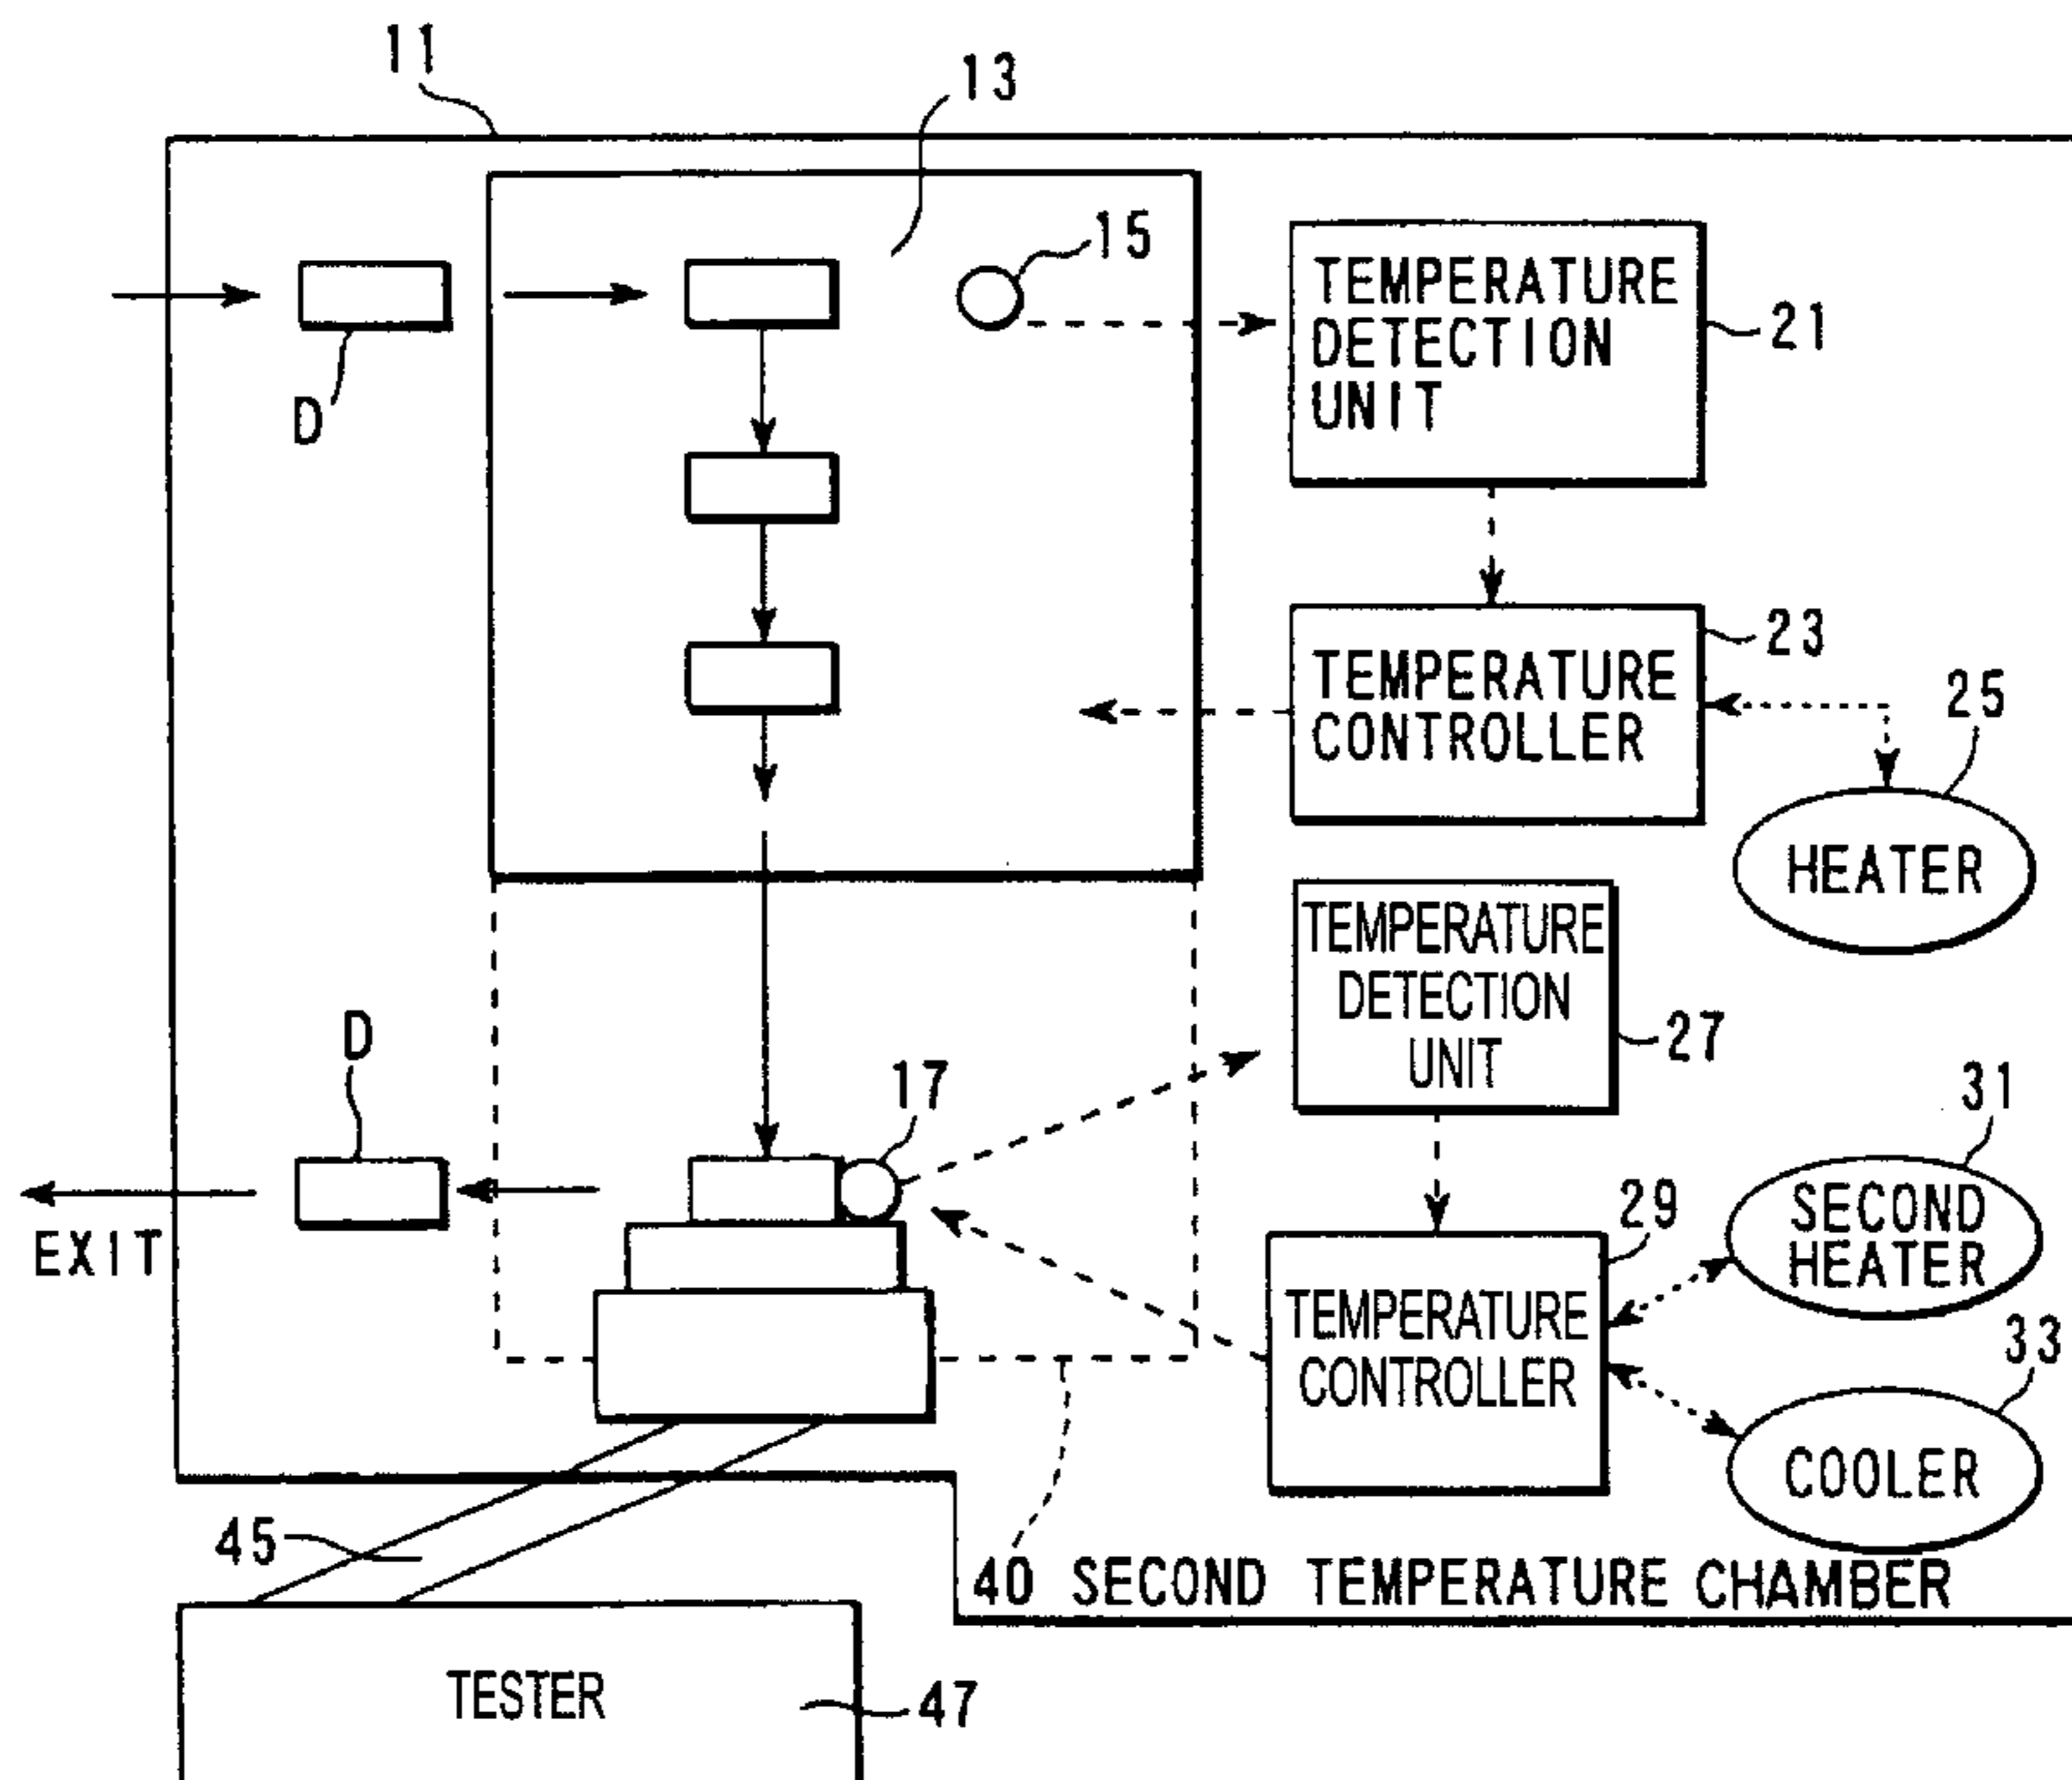 11
13
15
TEMPERATURE
DETECTION
UNIT
21
D
23
TEMPERATURE
CONTROLLER
25
HEATER
TEMPERATURE
DETECTION
UNIT
27
D
17
31
SECOND
HEATER
29
EXIT
TEMPERATURE
CONTROLLER
33
COOLER
45
40 SECOND TEMPERATURE CHAMBER
TESTER
47